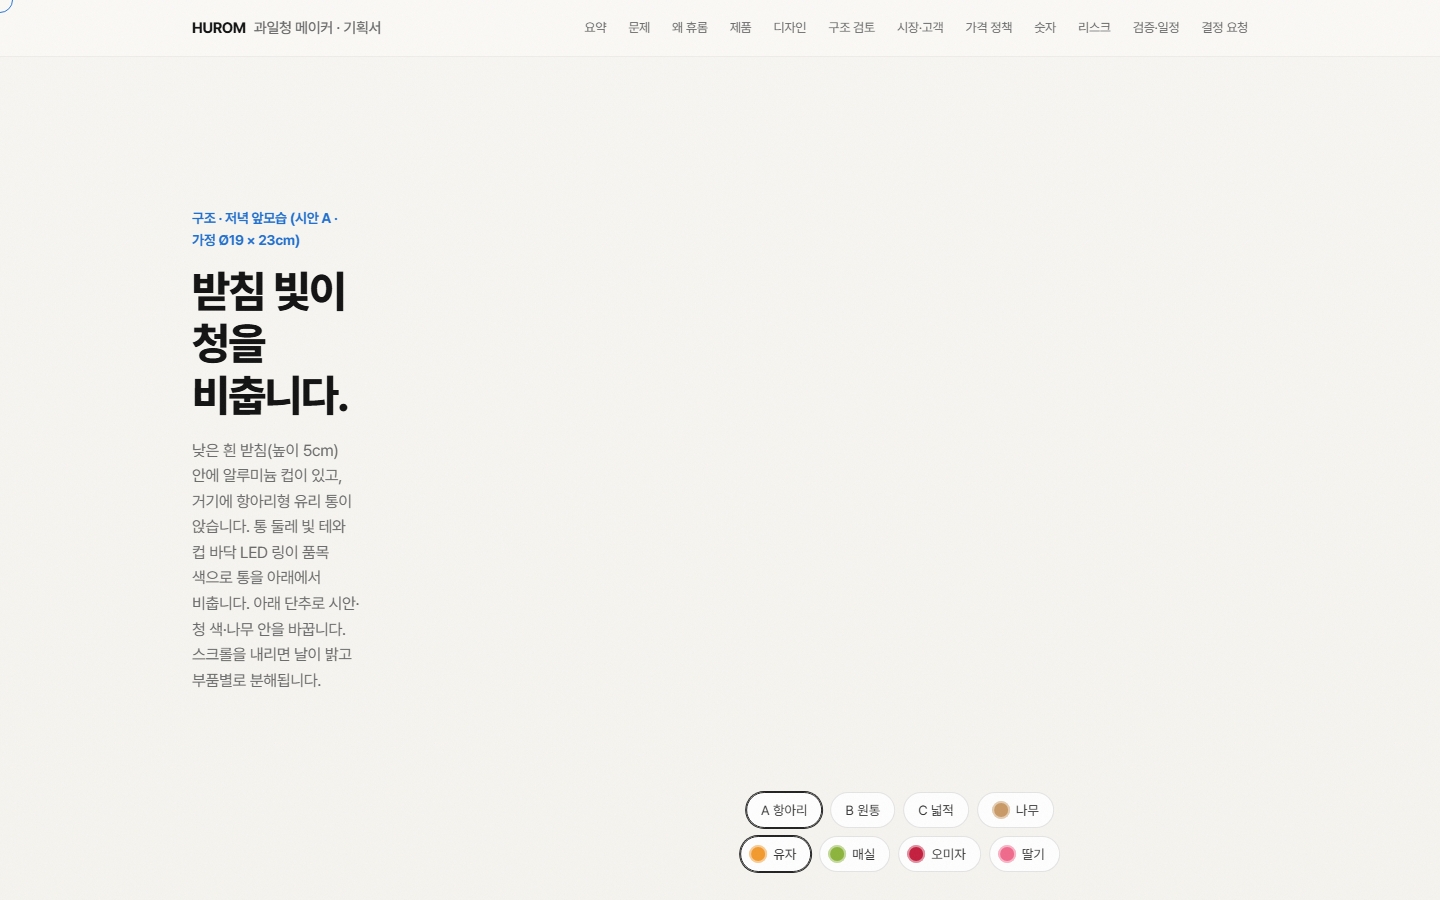 HUROM 과일청 메이커 · 기획서
요약 문제 왜 휴롬 제품 디자인 구조 검토 시장·고객 가격 정책 숫자 리스크 검증·일정 결정 요청
구조 · 저녁 앞모습 (시안 A ·
가정 Ø19 × 23cm)
받침 빛이
청을
비춥니다.
낮은 흰 받침(높이 5cm)
안에 알루미늄 컵이 있고,
거기에 항아리형 유리 통이
앉습니다. 통 둘레 빛 테와
컵 바닥 LED 링이 품목
색으로 통을 아래에서
비춥니다. 아래 단추로 시안·
청 색·나무 안을 바꿉니다.
스크롤을 내리면 날이 밝고
부품별로 분해됩니다.
A 항아리 B 원통 C 넓적 나무
유자 매실 오미자 딸기